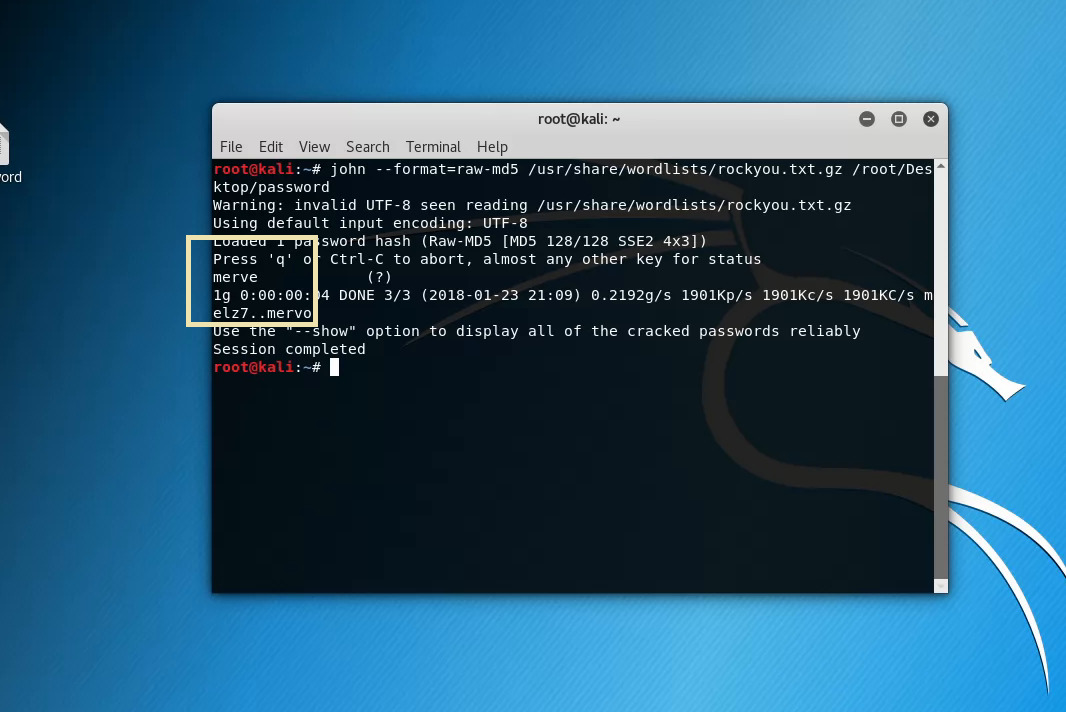 ord
root@kali: ~
File Edit View Search Terminal Help
root@kali:~# john --format=raw-md5 /usr/share/wordlists/rockyou.txt.gz /root/Des
ktop/password
Warning: invalid UTF-8 seen reading /usr/share/wordlists/rockyou.txt.gz
Using default input encoding: UTF-8
Loaded 1 password hash (Raw-MD5 [MD5 128/128 SSE2 4x3])
Press 'q' or Ctrl-C to abort, almost any other key for status
merve            (?)
1g 0:00:00:04 DONE 3/3 (2018-01-23 21:09) 0.2192g/s 1901Kp/s 1901Kc/s 1901KC/s m
elz7..mervo
Use the "--show" option to display all of the cracked passwords reliably
Session completed
root@kali:~#